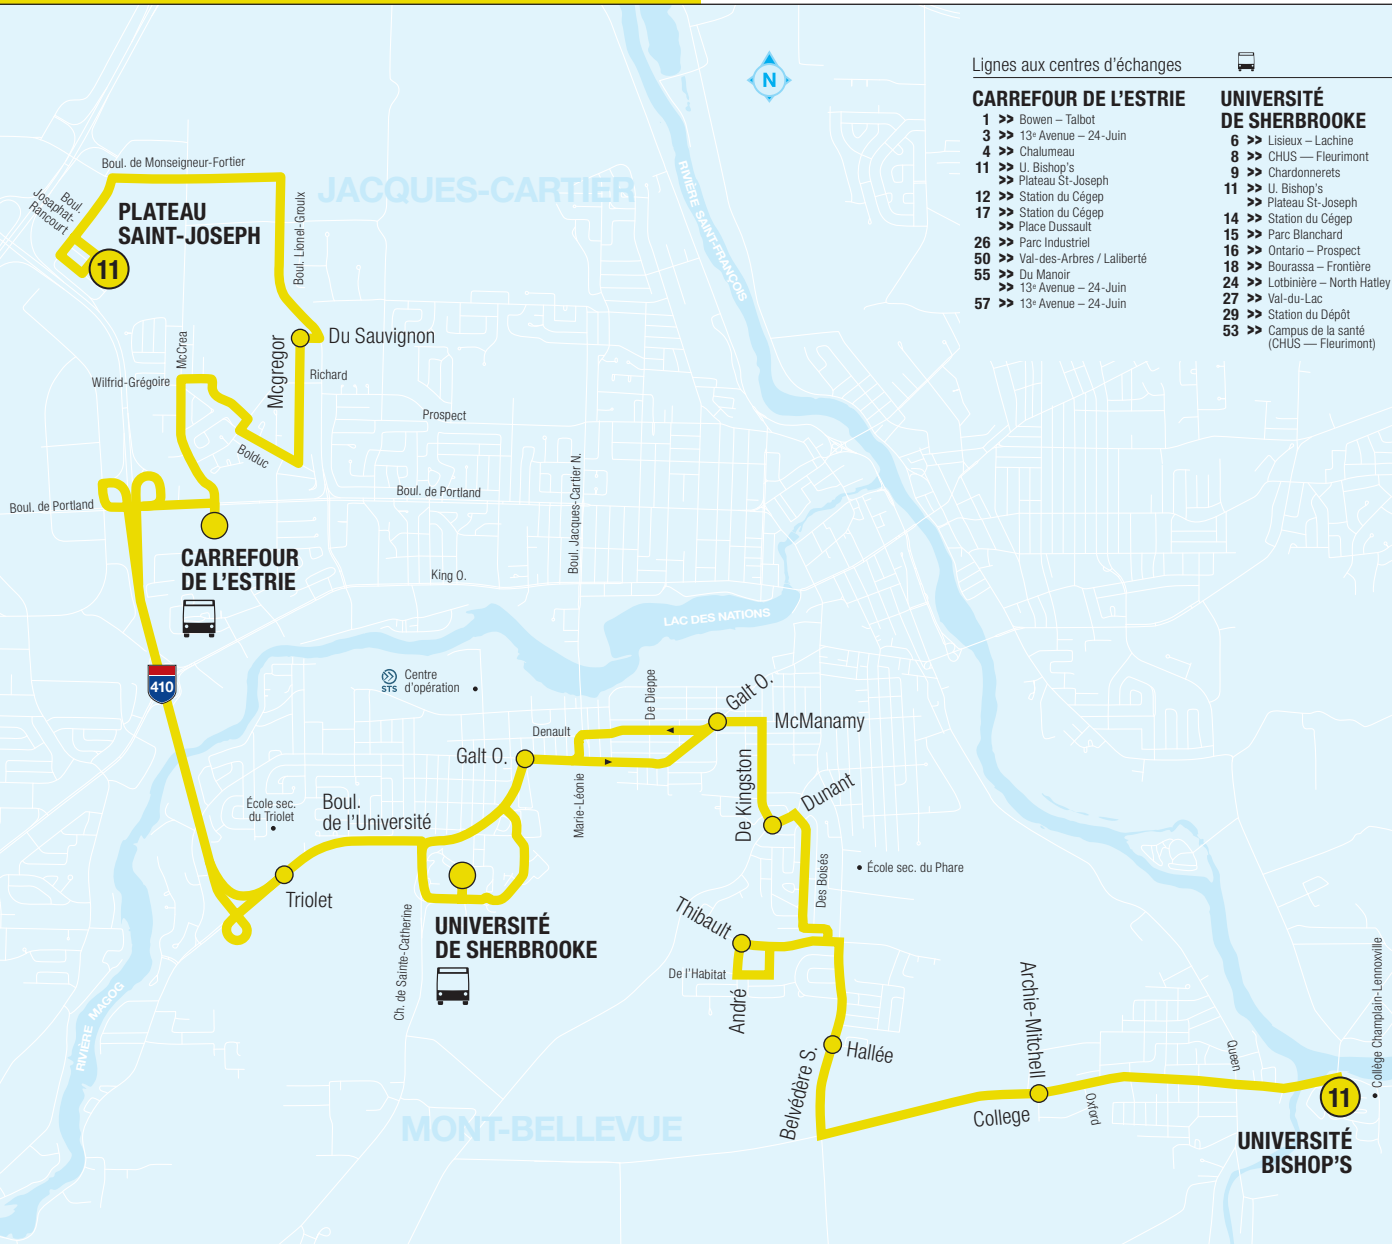 N
Lignes aux centres d'échanges
CARREFOUR DE L'ESTRIE
1 >> Bowen – Talbot
3 >> 13e Avenue – 24-Juin
4 >> Chalumeau
11 >> U. Bishop's
>> Plateau St-Joseph
12 >> Station du Cégep
17 >> Station du Cégep
>> Place Dussault
26 >> Parc Industriel
50 >> Val-des-Arbres / Laliberté
55 >> Du Manoir
>> 13e Avenue – 24-Juin
57 >> 13e Avenue – 24-Juin
UNIVERSITÉ
DE SHERBROOKE
6 >> Lisieux – Lachine
8 >> CHUS — Fleurimont
9 >> Chardonnerets
11 >> U. Bishop's
>> Plateau St-Joseph
14 >> Station du Cégep
15 >> Parc Blanchard
16 >> Ontario – Prospect
18 >> Bourassa – Frontière
24 >> Lotbinière – North Hatley
27 >> Val-du-Lac
29 >> Station du Dépôt
53 >> Campus de la santé
(CHUS — Fleurimont)
Boul. de Monseigneur-Fortier
JACQUES-CARTIER
RIVIÈRE SAINT-FRANÇOIS
Boul.
Josaphat-
Rancourt
PLATEAU
SAINT-JOSEPH
11
Boul. Lionel-Groulx
Du Sauvignon
McCrea
Mcgregor
Wilfrid-Grégoire
Richard
Prospect
Bolduc
Boul. de Portland
Boul. de Portland
Boul. Jacques-Cartier N.
CARREFOUR
DE L'ESTRIE
King O.
LAC DES NATIONS
410
STS
Centre
d'opération
De Dieppe
Galt O.
McManamy
Denault
Galt O.
Marie-Léonie
De Kingston
Dunant
École sec.
du Triolet
Boul.
de l'Université
Des Boisés
École sec. du Phare
Triolet
Ch. de Sainte-Catherine
UNIVERSITÉ
DE SHERBROOKE
Thibault
De l'Habitat
André
RIVIÈRE MAGOG
Archie-Mitchell
Collège Champlain-Lennoxville
Belvédère S.
Hallée
Queen
College
Oxford
11
MONT-BELLEVUE
UNIVERSITÉ
BISHOP'S